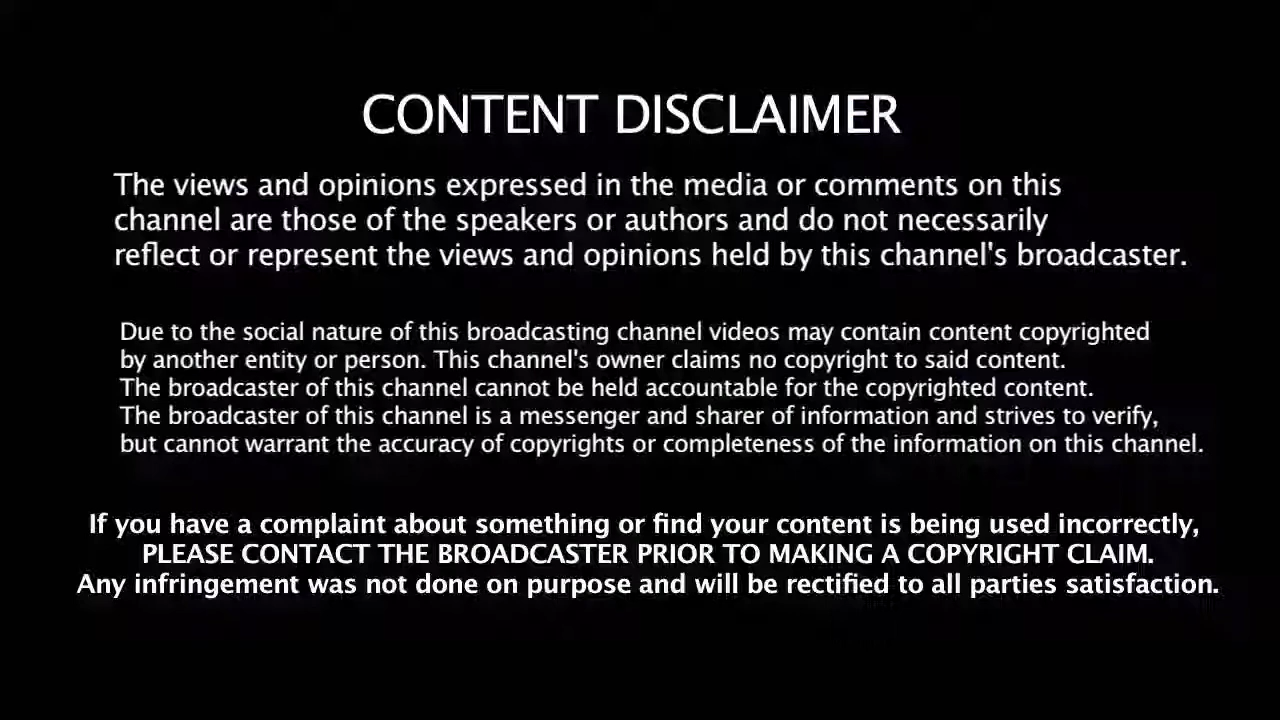 CONTENT DISCLAIMER
The views and opinions expressed in the media or comments on this
channel are those of the speakers or authors and do not necessarily
reflect or represent the views and opinions held by this channel's broadcaster.
Due to the social nature of this broadcasting channel videos may contain content copyrighted
by another entity or person. This channel's owner claims no copyright to said content.
The broadcaster of this channel cannot be held accountable for the copyrighted content.
The broadcaster of this channel is a messenger and sharer of information and strives to verify,
but cannot warrant the accuracy of copyrights or completeness of the information on this channel.
If you have a complaint about something or find your content is being used incorrectly,
PLEASE CONTACT THE BROADCASTER PRIOR TO MAKING A COPYRIGHT CLAIM.
Any infringement was not done on purpose and will be rectified to all parties satisfaction.